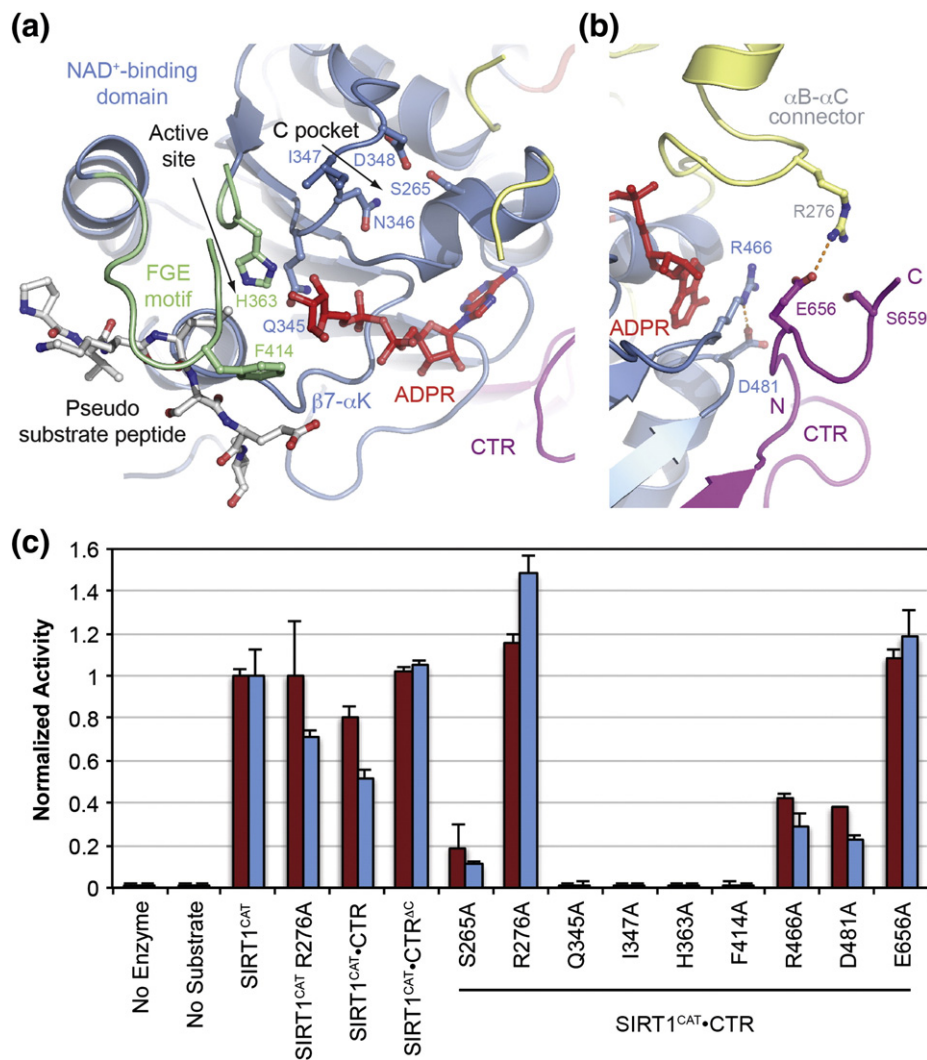 (a)
NAD⁺-binding
domain
Active
site
C pocket
I347
D348
S265
N346
FGE
motif
H363
Q345
F414
Pseudo
substrate peptide
β7-αK
ADPR
CTR
(b)
αB-αC
connector
R276
R466
ADPR
E656
C
S659
D481
N
CTR
(c)
Normalized Activity
1.6
1.4
1.2
1
0.8
0.6
0.4
0.2
0
No Enzyme
No Substrate
SIRT1ᶜᴬᵀ
SIRT1ᶜᴬᵀ R276A
SIRT1ᶜᴬᵀ•CTR
SIRT1ᶜᴬᵀ•CTRᐃᶜ
S265A
R276A
Q345A
I347A
H363A
F414A
R466A
D481A
E656A
SIRT1ᶜᴬᵀ•CTR